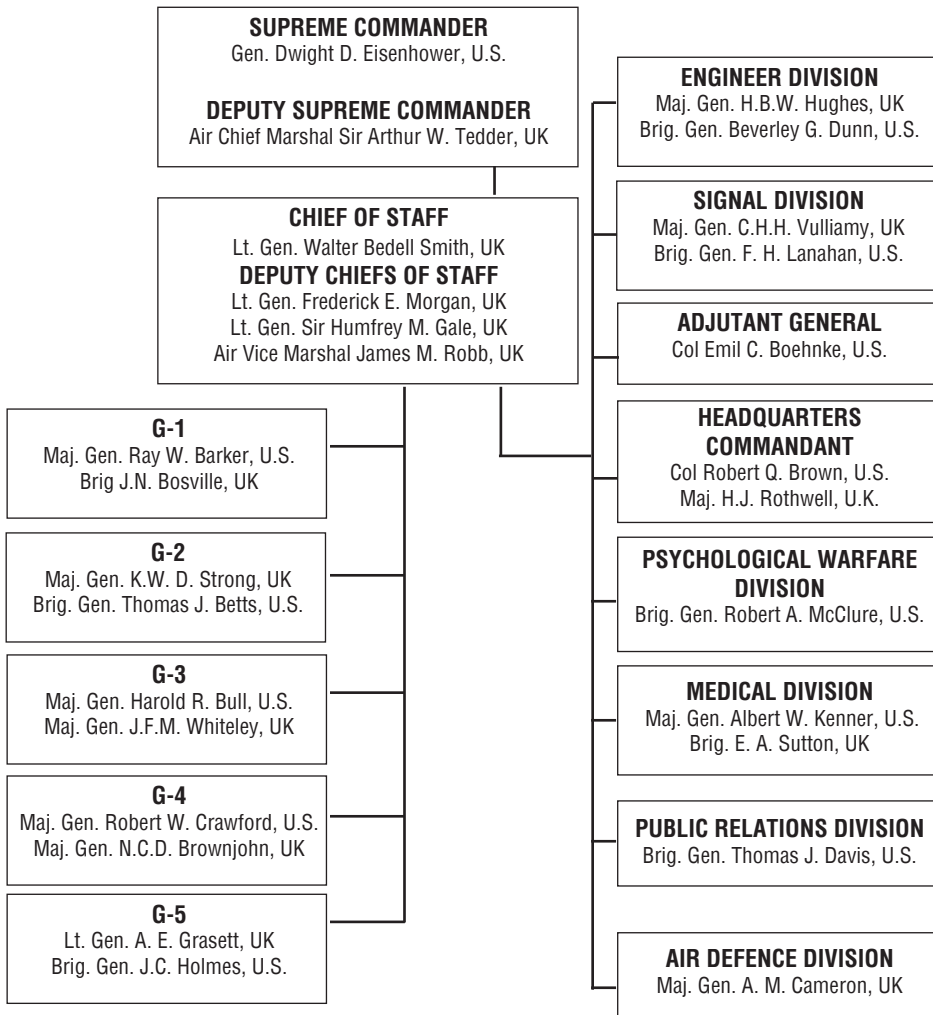 SUPREME COMMANDER
Gen. Dwight D. Eisenhower, U.S.
DEPUTY SUPREME COMMANDER
Air Chief Marshal Sir Arthur W. Tedder, UK
CHIEF OF STAFF
Lt. Gen. Walter Bedell Smith, UK
DEPUTY CHIEFS OF STAFF
Lt. Gen. Frederick E. Morgan, UK
Lt. Gen. Sir Humfrey M. Gale, UK
Air Vice Marshal James M. Robb, UK
G-1
Maj. Gen. Ray W. Barker, U.S.
Brig J.N. Bosville, UK
G-2
Maj. Gen. K.W. D. Strong, UK
Brig. Gen. Thomas J. Betts, U.S.
G-3
Maj. Gen. Harold R. Bull, U.S.
Maj. Gen. J.F.M. Whiteley, UK
G-4
Maj. Gen. Robert W. Crawford, U.S.
Maj. Gen. N.C.D. Brownjohn, UK
G-5
Lt. Gen. A. E. Grasett, UK
Brig. Gen. J.C. Holmes, U.S.
ENGINEER DIVISION
Maj. Gen. H.B.W. Hughes, UK
Brig. Gen. Beverley G. Dunn, U.S.
SIGNAL DIVISION
Maj. Gen. C.H.H. Vulliamy, UK
Brig. Gen. F. H. Lanahan, U.S.
ADJUTANT GENERAL
Col Emil C. Boehnke, U.S.
HEADQUARTERS
COMMANDANT
Col Robert Q. Brown, U.S.
Maj. H.J. Rothwell, U.K.
PSYCHOLOGICAL WARFARE
DIVISION
Brig. Gen. Robert A. McClure, U.S.
MEDICAL DIVISION
Maj. Gen. Albert W. Kenner, U.S.
Brig. E. A. Sutton, UK
PUBLIC RELATIONS DIVISION
Brig. Gen. Thomas J. Davis, U.S.
AIR DEFENCE DIVISION
Maj. Gen. A. M. Cameron, UK